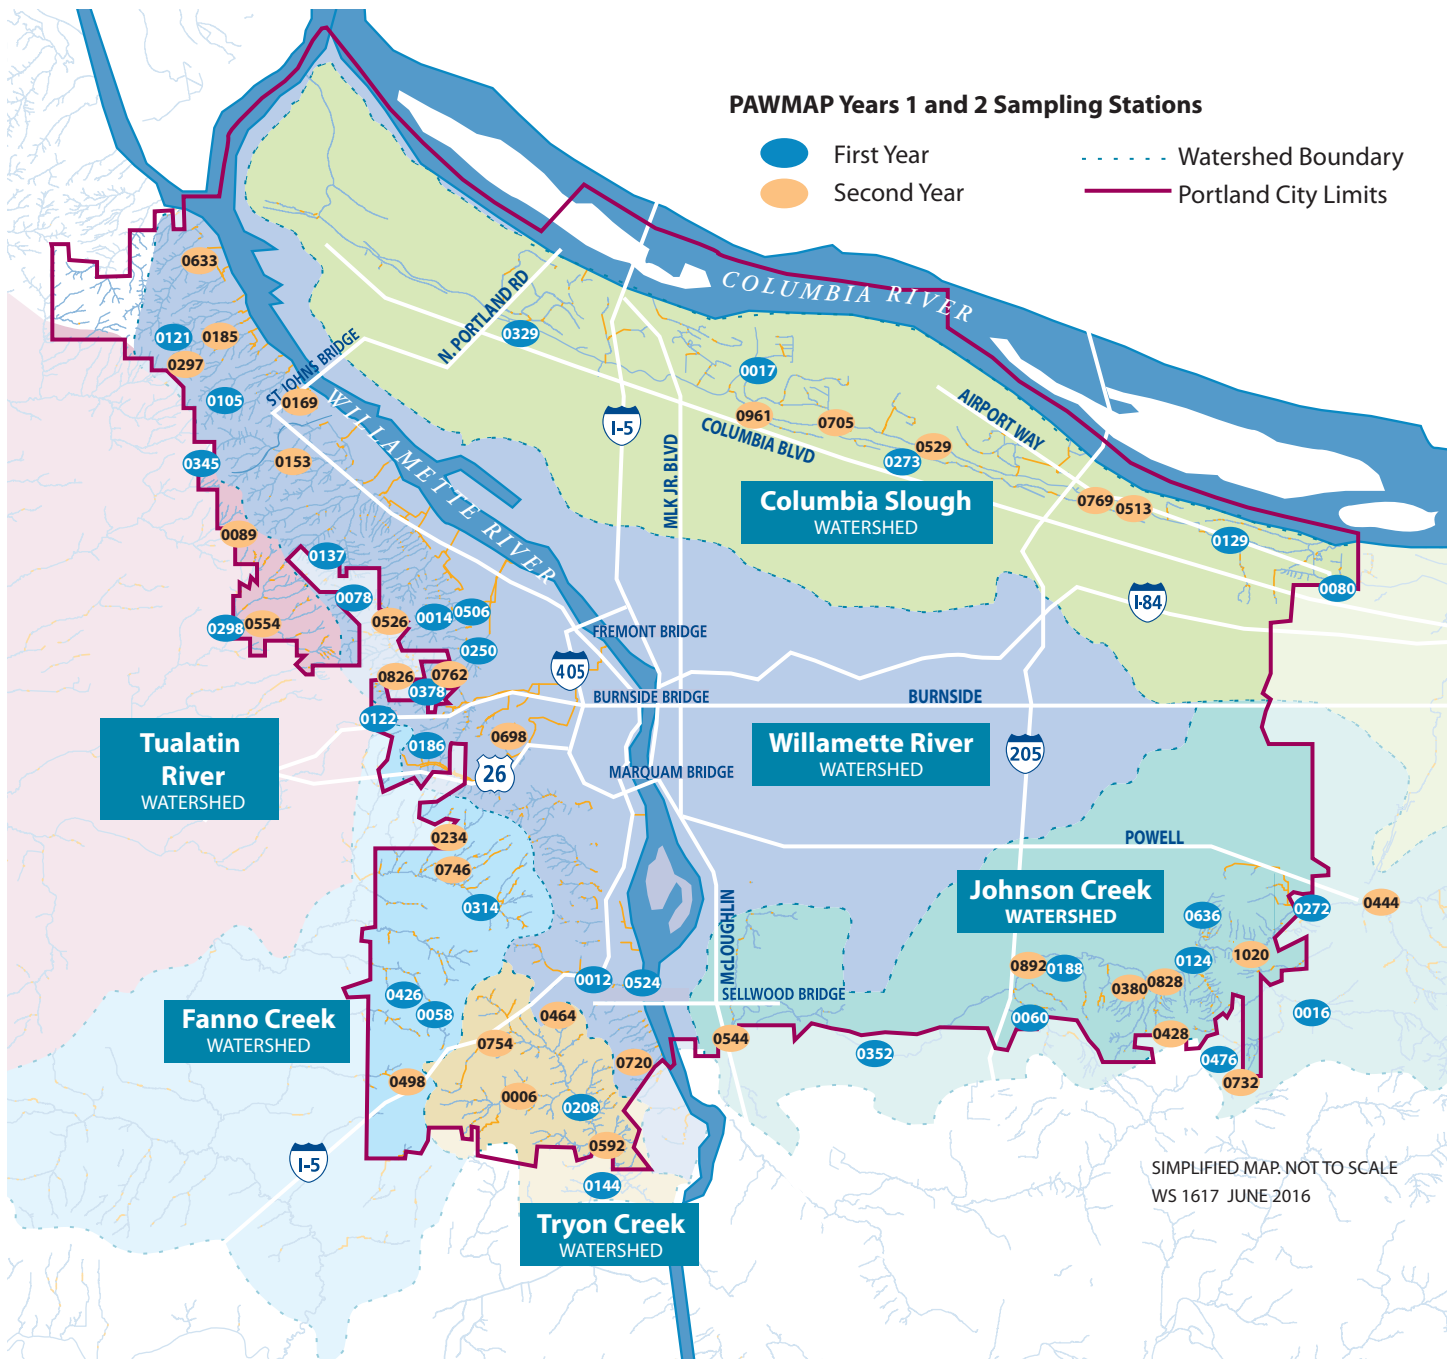 PAWMAP Years 1 and 2 Sampling Stations
First Year
Second Year
Watershed Boundary
Portland City Limits
COLUMBIA RIVER
0633
N. PORTLAND RD
0329
0121
0185
ST JOHNS BRIDGE
0297
0017
0105
0169
WILLAMETTE RIVER
I-5
0961
0705
AIRPORT WAY
COLUMBIA BLVD
0529
0273
MLK JR. BLVD
0345
0153
Columbia Slough
WATERSHED
0769
0513
0089
0129
0137
0080
0078
I-84
0298
0554
0526
0014
0506
FREMONT BRIDGE
0250
405
0826
0762
0378
BURNSIDE BRIDGE
BURNSIDE
0122
0186
0698
Tualatin
River
WATERSHED
Willamette River
WATERSHED
205
26
MARQUAM BRIDGE
0234
POWELL
0746
0314
Johnson Creek
WATERSHED
0636
0272
0444
McLOUGHLIN
0892
0188
0124
1020
0012
0524
0380
0828
SELLWOOD BRIDGE
0426
0058
Fanno Creek
WATERSHED
0464
0060
0016
0754
0544
0428
0352
0720
0476
0498
0732
0006
0208
0592
I-5
0144
SIMPLIFIED MAP. NOT TO SCALE
WS 1617 JUNE 2016
Tryon Creek
WATERSHED